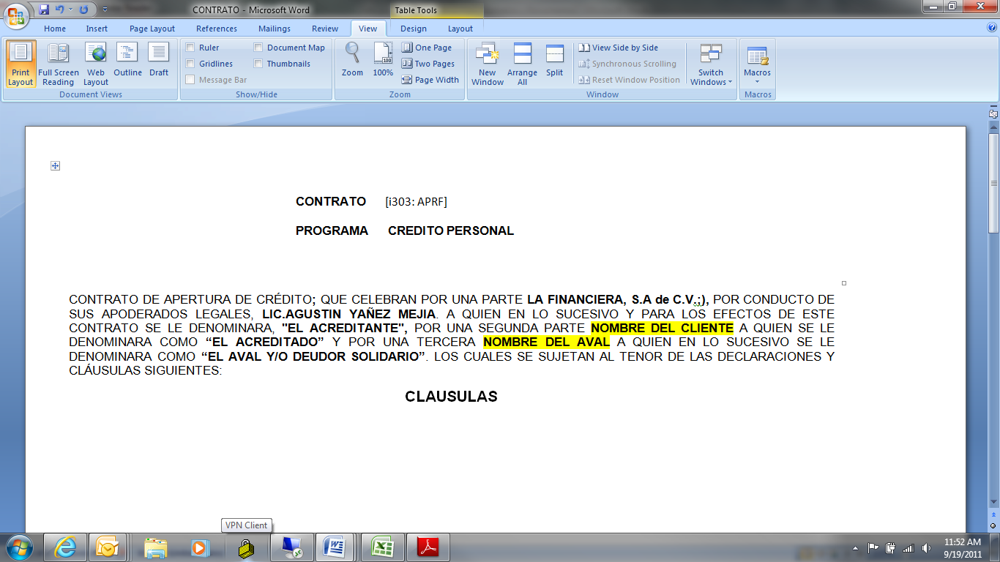 CONTRATO - Microsoft Word
Table Tools
Home Insert Page Layout References Mailings Review View Design Layout
Print Layout
Full Screen Reading
Web Layout
Outline
Draft
Document Views
Ruler
Gridlines
Message Bar
Document Map
Thumbnails
Show/Hide
Zoom
100%
One Page
Two Pages
Page Width
Zoom
New Window
Arrange All
Split
View Side by Side
Synchronous Scrolling
Reset Window Position
Switch Windows
Window
Macros
Macros
CONTRATO [i303: APRF]
PROGRAMA CREDITO PERSONAL
CONTRATO DE APERTURA DE CRÉDITO; QUE CELEBRAN POR UNA PARTE LA FINANCIERA, S.A de C.V.;), POR CONDUCTO DE
SUS APODERADOS LEGALES, LIC.AGUSTIN YAÑEZ MEJIA. A QUIEN EN LO SUCESIVO Y PARA LOS EFECTOS DE ESTE
CONTRATO SE LE DENOMINARA, "EL ACREDITANTE", POR UNA SEGUNDA PARTE NOMBRE DEL CLIENTE A QUIEN SE LE
DENOMINARA COMO “EL ACREDITADO” Y POR UNA TERCERA NOMBRE DEL AVAL A QUIEN EN LO SUCESIVO SE LE
DENOMINARA COMO “EL AVAL Y/O DEUDOR SOLIDARIO”. LOS CUALES SE SUJETAN AL TENOR DE LAS DECLARACIONES Y
CLÁUSULAS SIGUIENTES:
CLAUSULAS
VPN Client
11:52 AM
9/19/2011